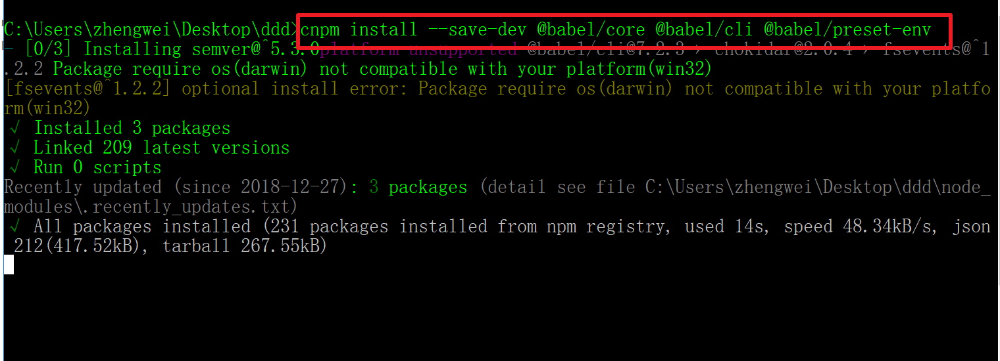 C:\Users\zhengwei\Desktop\ddd>cnpm install --save-dev @babel/core @babel/cli @babel/preset-env
- [0/3] Installing semver@^5.3.0platform unsupported @babel/cli@7.2.3 › chokidar@2.0.4 › fsevents@^1
.2.2 Package require os(darwin) not compatible with your platform(win32)
[fsevents@^1.2.2] optional install error: Package require os(darwin) not compatible with your platfo
rm(win32)
√ Installed 3 packages
√ Linked 209 latest versions
√ Run 0 scripts
Recently updated (since 2018-12-27): 3 packages (detail see file C:\Users\zhengwei\Desktop\ddd\node_
modules\.recently_updates.txt)
√ All packages installed (231 packages installed from npm registry, used 14s, speed 48.34kB/s, json
212(417.52kB), tarball 267.55kB)